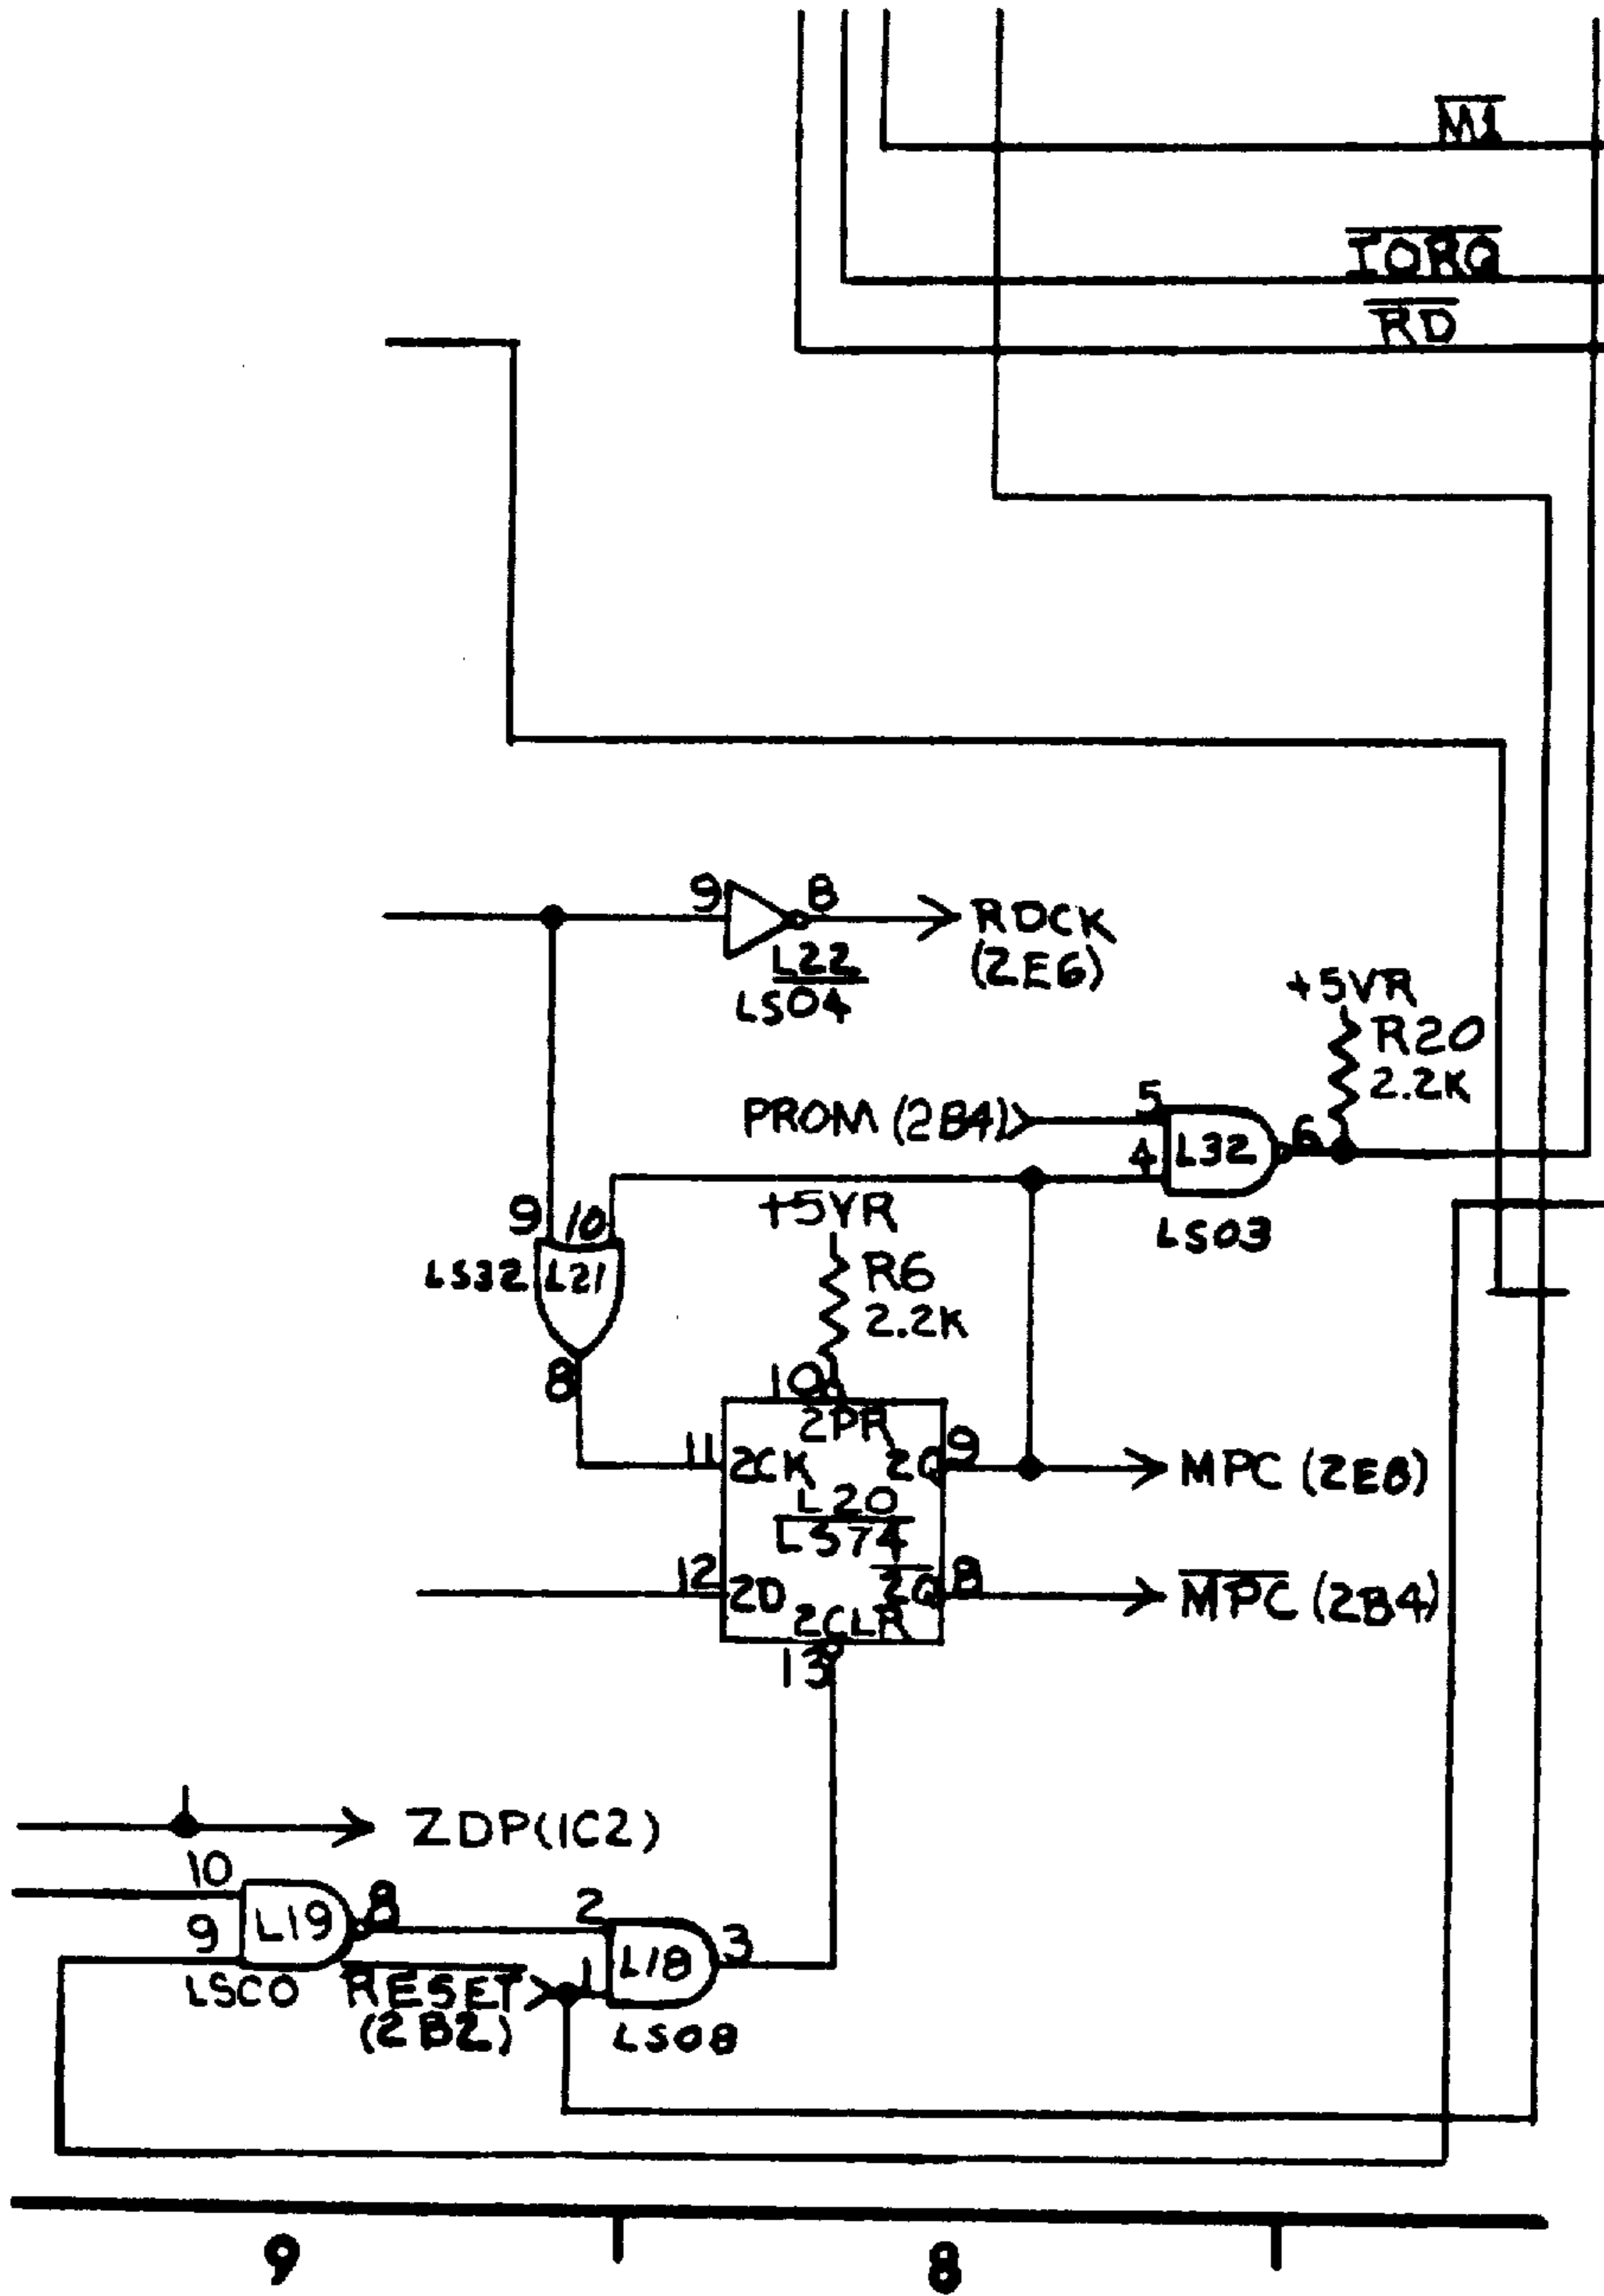 M1
IORQ
RD
9 8
RDCK
(2E6)
L22
LS04
+5VR
R20
2.2K
PROM (2B4)
5
4
L32
6
LS03
9 10
LS32 L21
8
+5VR
R6
2.2K
10
2PR
11 2CK 2Q 9
MPC (2E8)
L20
LS74
12 2D 2Q 8
MPC (2B4)
2CLR
13
ZDP(1C2)
10
9
L19
8
LSC0
RESET
(2B2)
2
1
L18
3
LS08
9
8